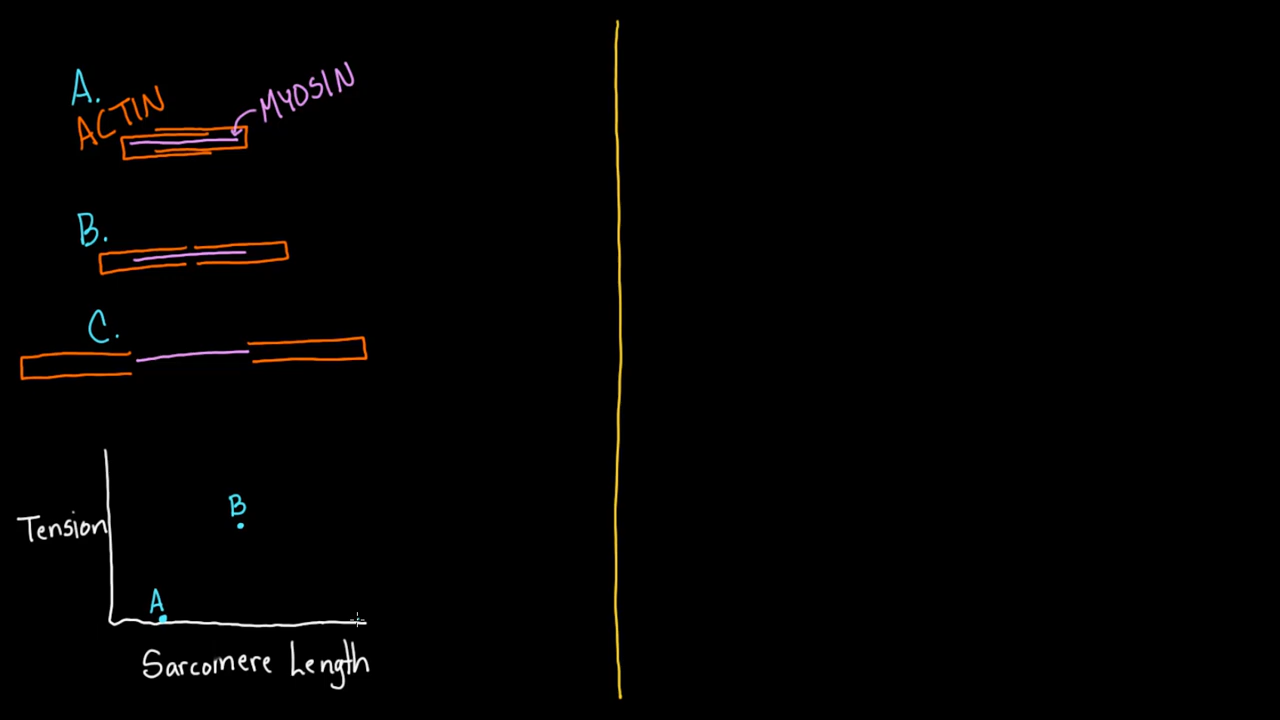 A.
ACTIN
MYOSIN
B.
C.
B
Tension
A
Sarcomere Length